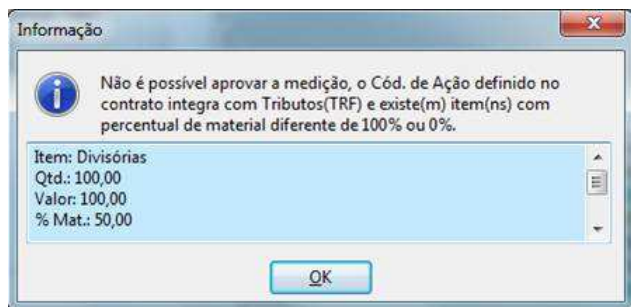 Informação
Não é possível aprovar a medição, o Cód. de Ação definido no
contrato integra com Tributos(TRF) e existe(m) item(ns) com
percentual de material diferente de 100% ou 0%.
Item: Divisórias
Qtd.: 100,00
Valor: 100,00
% Mat.: 50,00
OK